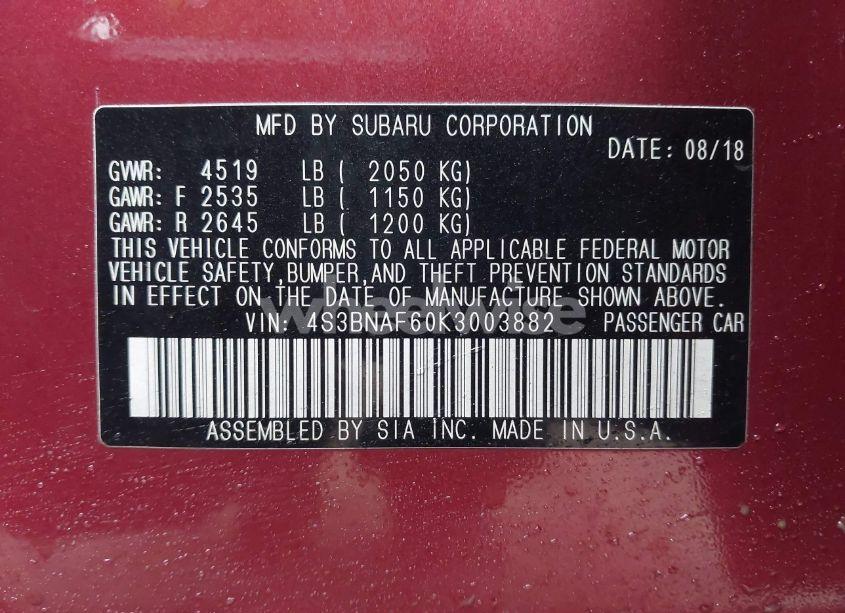 MFD BY SUBARU CORPORATION
DATE: 08/18
GVWR: 4519 LB ( 2050 KG)
GAWR: F 2535 LB ( 1150 KG)
GAWR: R 2645 LB ( 1200 KG)
THIS VEHICLE CONFORMS TO ALL APPLICABLE FEDERAL MOTOR
VEHICLE SAFETY,BUMPER,AND THEFT PREVENTION STANDARDS
IN EFFECT ON THE DATE OF MANUFACTURE SHOWN ABOVE.
wheelwise
VIN: 4S3BNAF60K3003882 PASSENGER CAR
ASSEMBLED BY SIA INC. MADE IN U.S.A.